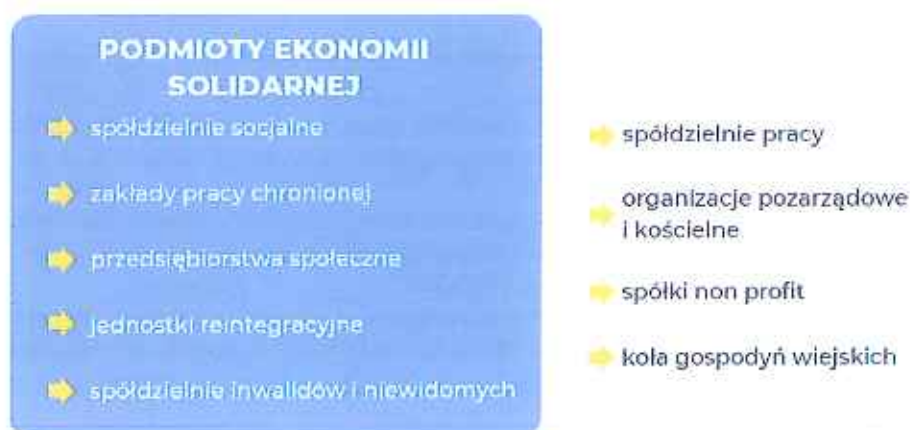 PODMIOTY EKONOMII
SOLIDARNEJ
spółdzielnie socjalne
zakłady pracy chronionej
przedsiębiorstwa społeczne
jednostki reintegracyjne
spółdzielnie inwalidów i niewidomych
spółdzielnie pracy
organizacje pozarządowe
i kościelne
spółki non profit
koła gospodyń wiejskich